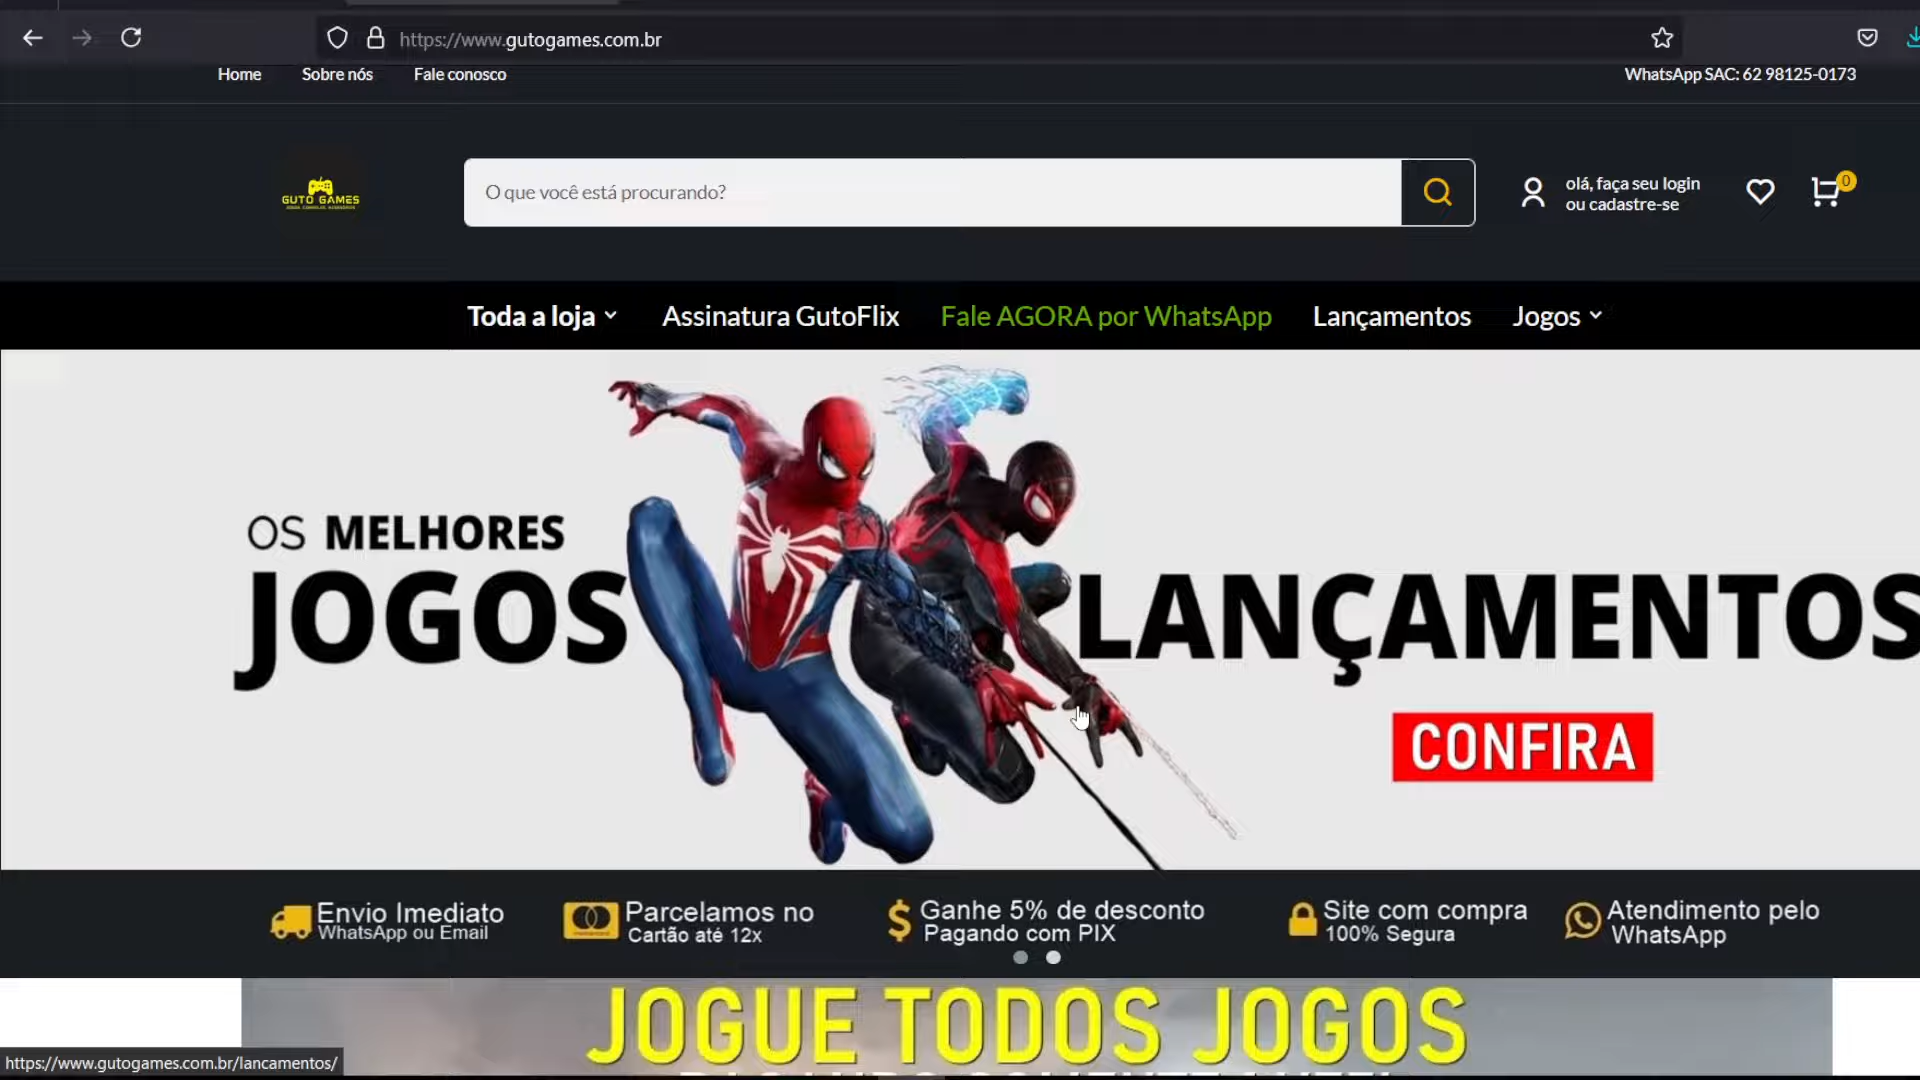 https://www.gutogames.com.br
Home Sobre nós Fale conosco WhatsApp SAC: 62 98125-0173
GUTO GAMES
O que você está procurando?
olá, faça seu login
ou cadastre-se
0
Toda a loja Assinatura GutoFlix Fale AGORA por WhatsApp Lançamentos Jogos
OS MELHORES
JOGOS
LANÇAMENTOS
CONFIRA
Envio Imediato
WhatsApp ou Email
Parcelamos no
Cartão até 12x
Ganhe 5% de desconto
Pagando com PIX
Site com compra
100% Segura
Atendimento pelo
WhatsApp
JOGUE TODOS JOGOS
https://www.gutogames.com.br/lancamentos/